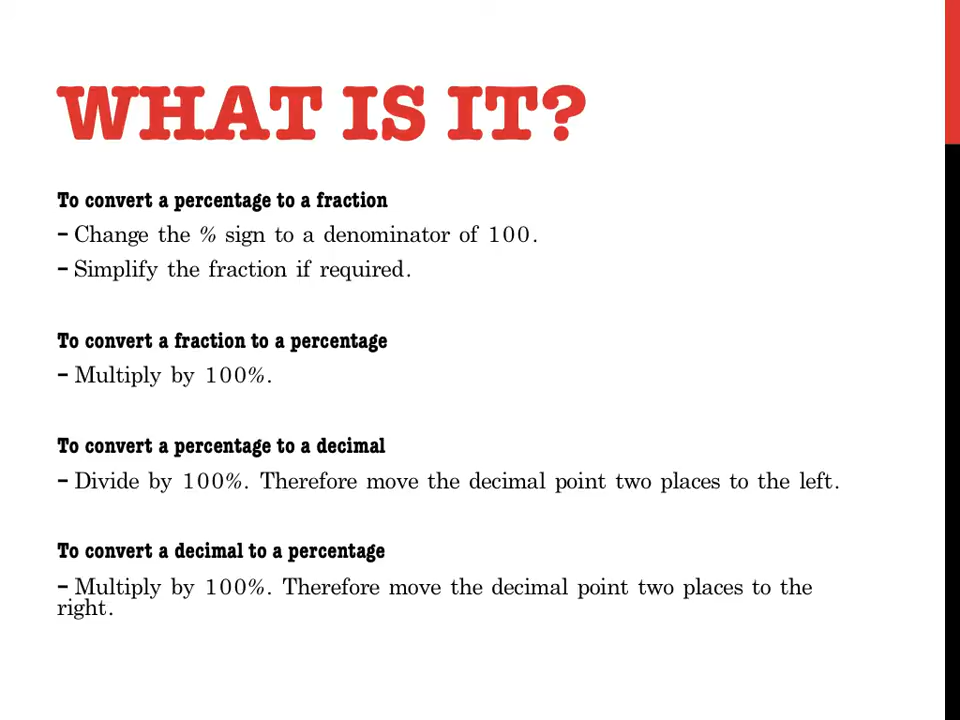 WHAT IS IT?
To convert a percentage to a fraction
– Change the % sign to a denominator of 100.
– Simplify the fraction if required.
To convert a fraction to a percentage
– Multiply by 100%.
To convert a percentage to a decimal
– Divide by 100%. Therefore move the decimal point two places to the left.
To convert a decimal to a percentage
– Multiply by 100%. Therefore move the decimal point two places to the
right.